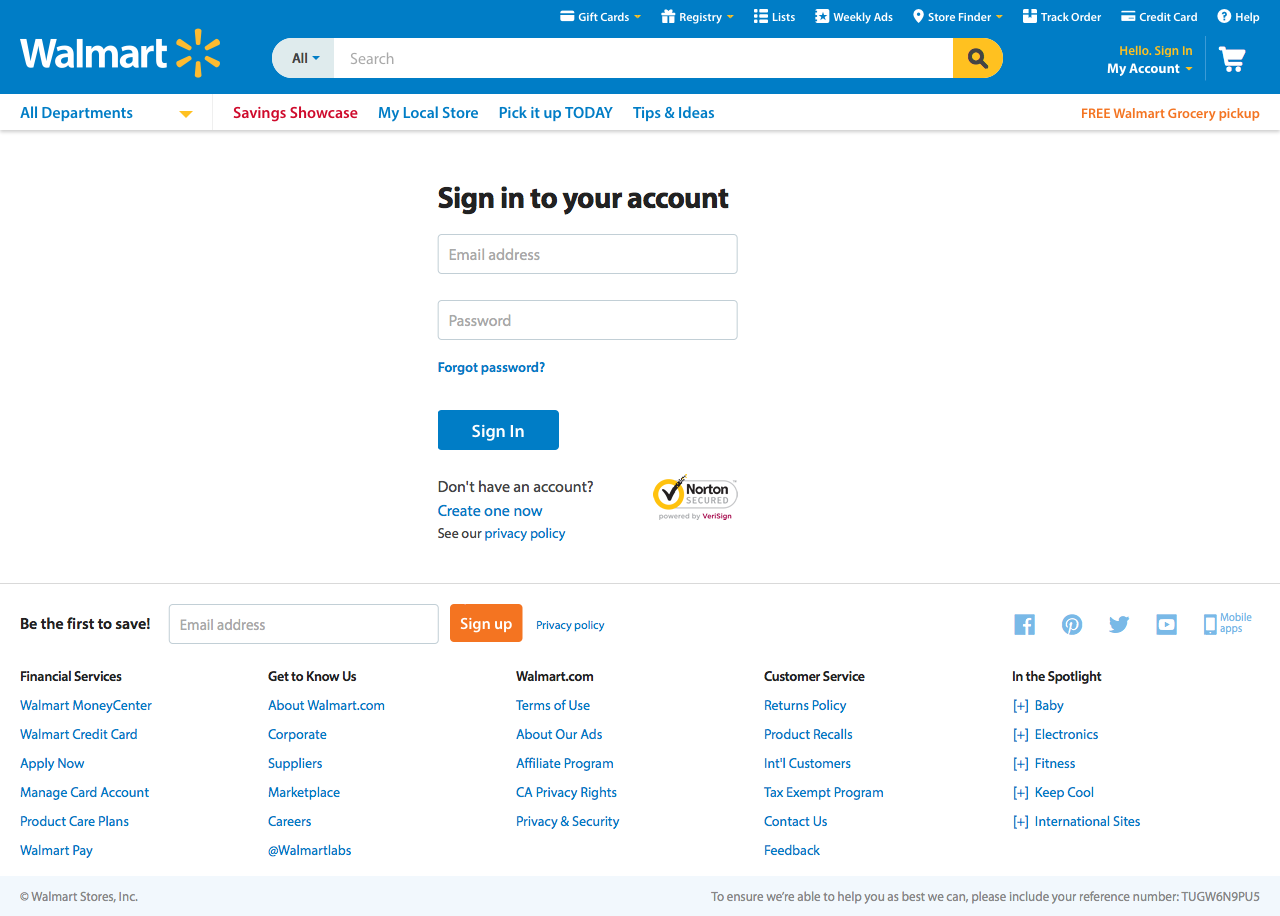 Gift Cards
Registry
Lists
Weekly Ads
Store Finder
Track Order
Credit Card
Help
Walmart
All
Search
Hello. Sign In
My Account
All Departments
Savings Showcase
My Local Store
Pick it up TODAY
Tips & Ideas
FREE Walmart Grocery pickup
Sign in to your account
Email address
Password
Forgot password?
Sign In
Don't have an account?
Create one now
See our privacy policy
Norton
SECURED
powered by VeriSign
Be the first to save!
Email address
Sign up
Privacy policy
Mobile
apps
Financial Services
Walmart MoneyCenter
Walmart Credit Card
Apply Now
Manage Card Account
Product Care Plans
Walmart Pay
Get to Know Us
About Walmart.com
Corporate
Suppliers
Marketplace
Careers
@Walmartlabs
Walmart.com
Terms of Use
About Our Ads
Affiliate Program
CA Privacy Rights
Privacy & Security
Customer Service
Returns Policy
Product Recalls
Int'l Customers
Tax Exempt Program
Contact Us
Feedback
In the Spotlight
[+] Baby
[+] Electronics
[+] Fitness
[+] Keep Cool
[+] International Sites
© Walmart Stores, Inc.
To ensure we're able to help you as best we can, please include your reference number: TUGW6N9PU5